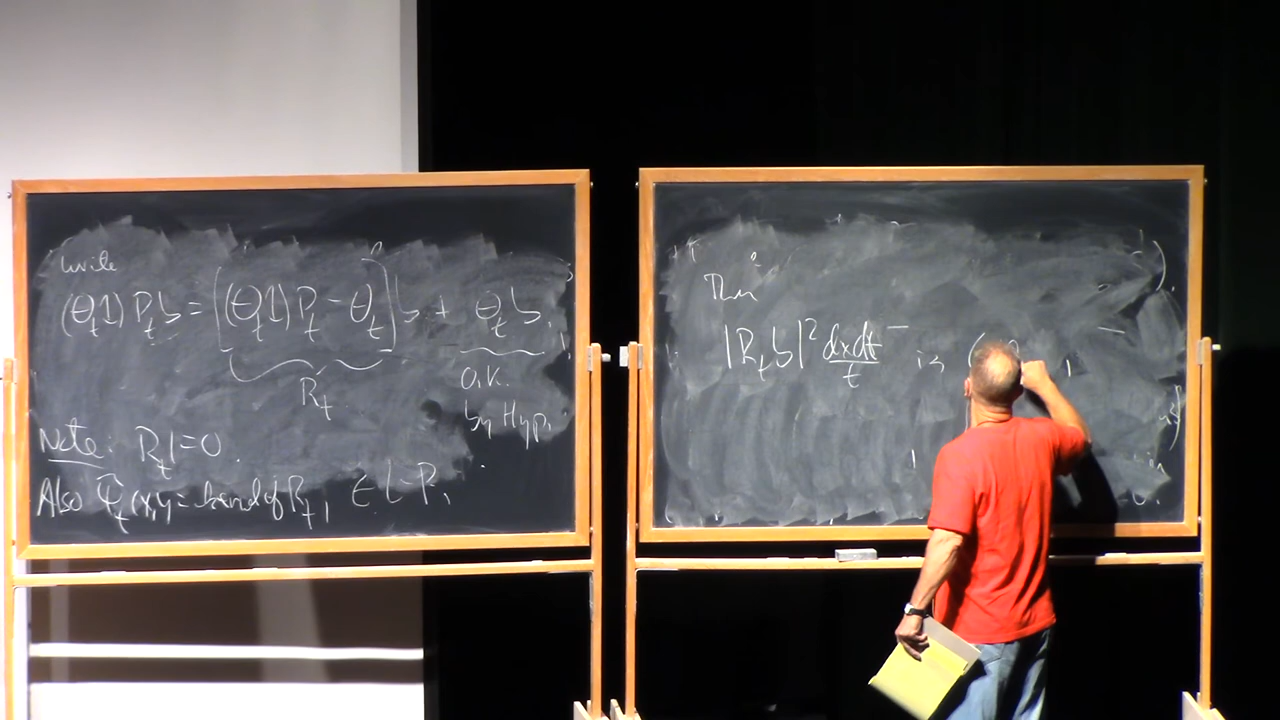 write
(θ_t 1) P_t b = [(θ_t 1) P_t - θ_t] b + θ_t b,
R_t
o.k.
by Hyp.
Note: R_t 1 = 0.
Also φ̃_t(x,y) = kernel of R_t, ∈ L-P,
Then
|R_t b|² dxdt/t is